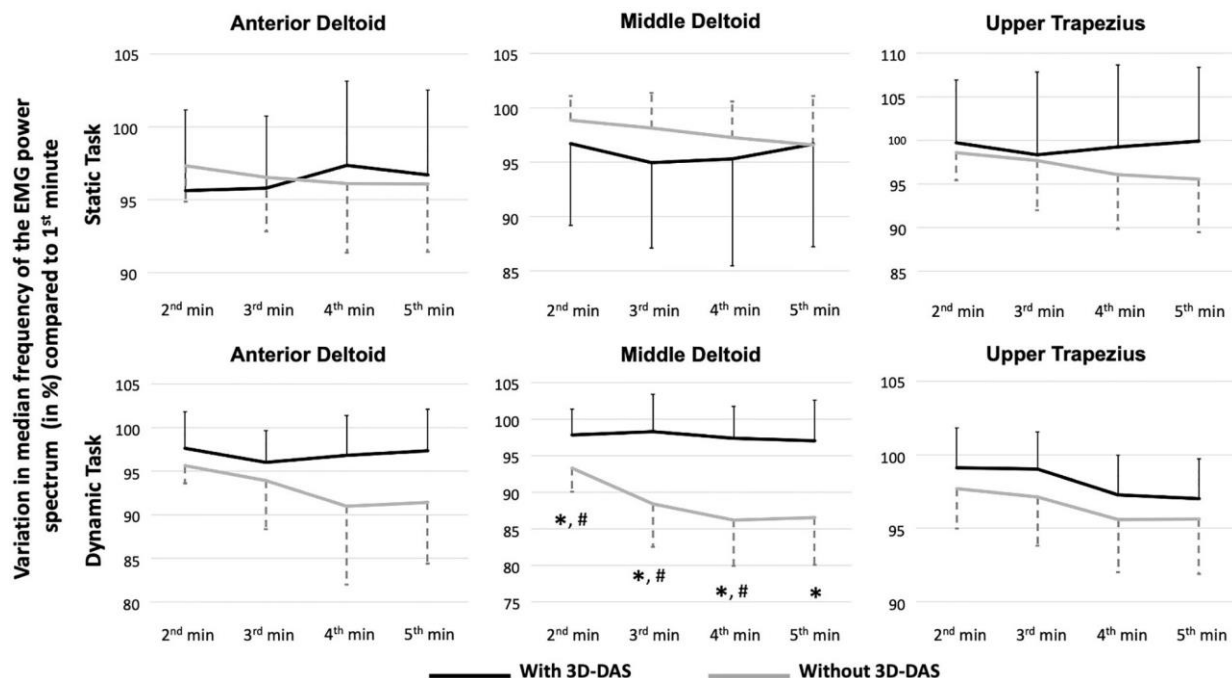 Variation in median frequency of the EMG power
spectrum (in %) compared to 1st minute
Static Task
Anterior Deltoid
105
100
95
90
2nd min 3rd min 4th min 5th min
Middle Deltoid
105
100
95
90
85
2nd min 3rd min 4th min 5th min
Upper Trapezius
110
105
100
95
90
85
2nd min 3rd min 4th min 5th min
Dynamic Task
Anterior Deltoid
105
100
95
90
85
80
2nd min 3rd min 4th min 5th min
Middle Deltoid
105
100
95
90
85
80
75
*, #
*, #
*, #
*
2nd min 3rd min 4th min 5th min
Upper Trapezius
105
100
95
90
2nd min 3rd min 4th min 5th min
With 3D-DAS Without 3D-DAS